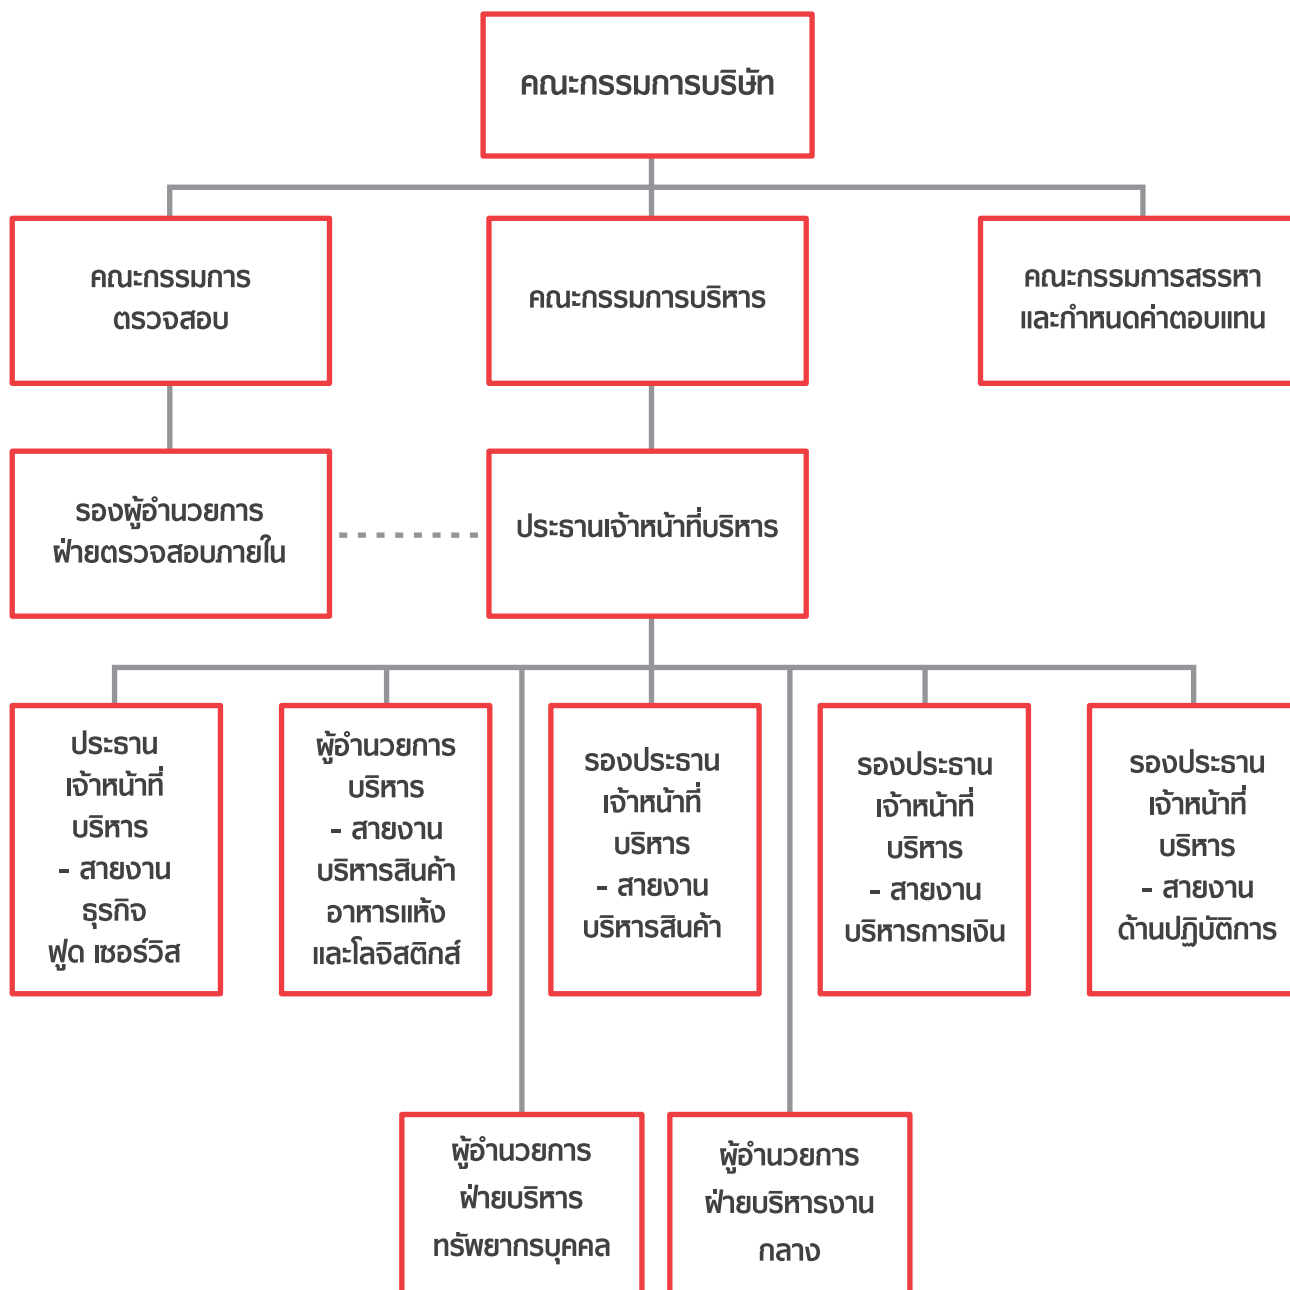 คณะกรรมการบริษัท
คณะกรรมการ
ตรวจสอบ
คณะกรรมการบริหาร
คณะกรรมการสรรหา
และกำหนดค่าตอบแทน
รองผู้อำนวยการ
ฝ่ายตรวจสอบภายใน
ประธานเจ้าหน้าที่บริหาร
ประธาน
เจ้าหน้าที่
บริหาร
- สายงาน
ธุรกิจ
ฟูด เซอร์วิส
ผู้อำนวยการ
บริหาร
- สายงาน
บริหารสินค้า
อาหารแห้ง
และโลจิสติกส์
รองประธาน
เจ้าหน้าที่
บริหาร
- สายงาน
บริหารสินค้า
รองประธาน
เจ้าหน้าที่
บริหาร
- สายงาน
บริหารการเงิน
รองประธาน
เจ้าหน้าที่
บริหาร
- สายงาน
ด้านปฏิบัติการ
ผู้อำนวยการ
ฝ่ายบริหาร
ทรัพยากรบุคคล
ผู้อำนวยการ
ฝ่ายบริหารงาน
กลาง